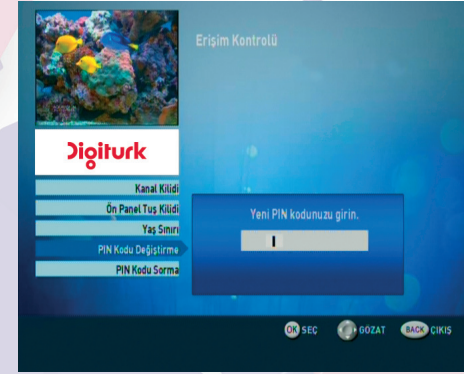 Erişim Kontrolü
Digiturk
Kanal Kilidi
Ön Panel Tuş Kilidi
Yaş Sınırı
PIN Kodu Değiştirme
PIN Kodu Sorma
Yeni PIN kodunuzu girin.
OK SEÇ
GÖZAT
BACK ÇIKIŞ